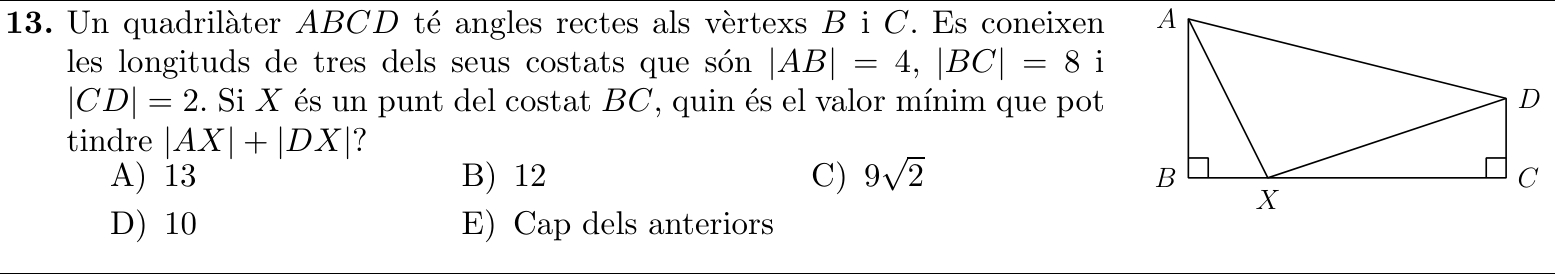 13. Un quadrilàter ABCD té angles rectes als vèrtexs B i C. Es coneixen
les longituds de tres dels seus costats que són |AB| = 4, |BC| = 8 i
|CD| = 2. Si X és un punt del costat BC, quin és el valor mínim que pot
tindre |AX| + |DX|?
A) 13 B) 12 C) 9√2
D) 10 E) Cap dels anteriors
A
D
B
C
X